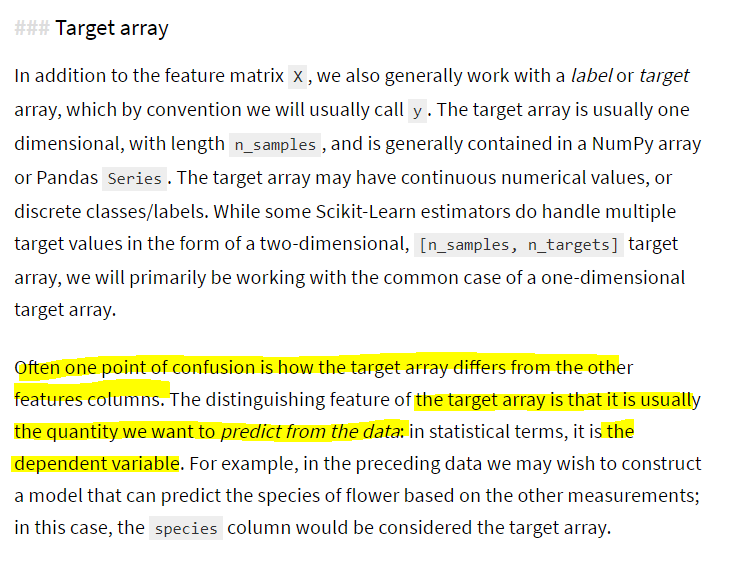 ### Target array
In addition to the feature matrix X, we also generally work with a label or target
array, which by convention we will usually call y. The target array is usually one
dimensional, with length n_samples, and is generally contained in a NumPy array
or Pandas Series. The target array may have continuous numerical values, or
discrete classes/labels. While some Scikit-Learn estimators do handle multiple
target values in the form of a two-dimensional, [n_samples, n_targets] target
array, we will primarily be working with the common case of a one-dimensional
target array.
Often one point of confusion is how the target array differs from the other
features columns. The distinguishing feature of the target array is that it is usually
the quantity we want to predict from the data: in statistical terms, it is the
dependent variable. For example, in the preceding data we may wish to construct
a model that can predict the species of flower based on the other measurements;
in this case, the species column would be considered the target array.